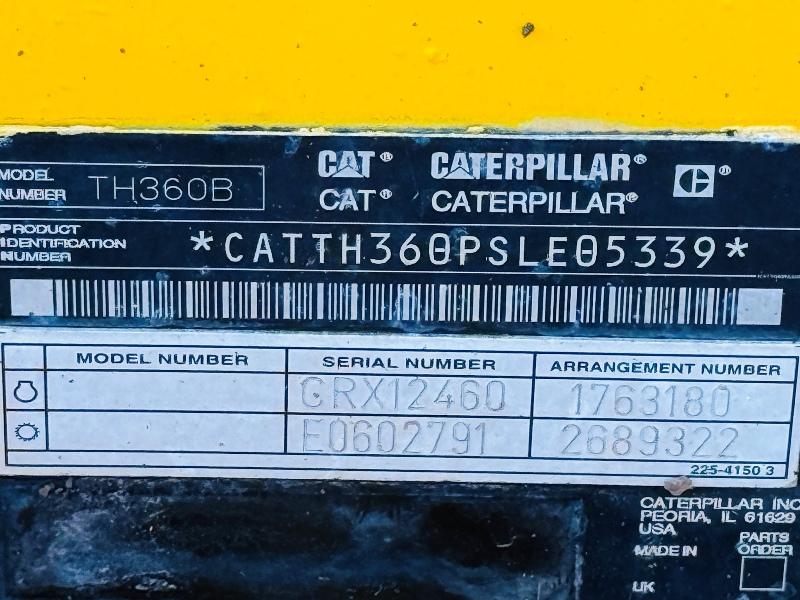 MODEL NUMBER TH360B
CAT® CATERPILLAR®
CAT® CATERPILLAR®
PRODUCT IDENTIFICATION NUMBER *CATTH360PSLE05339*
MODEL NUMBER SERIAL NUMBER ARRANGEMENT NUMBER
CRX12460 1763180
E0602791 2689322
225-4150 3
CATERPILLAR INC
PEORIA, IL 61629
USA
MADE IN
PARTS ORDER
UK